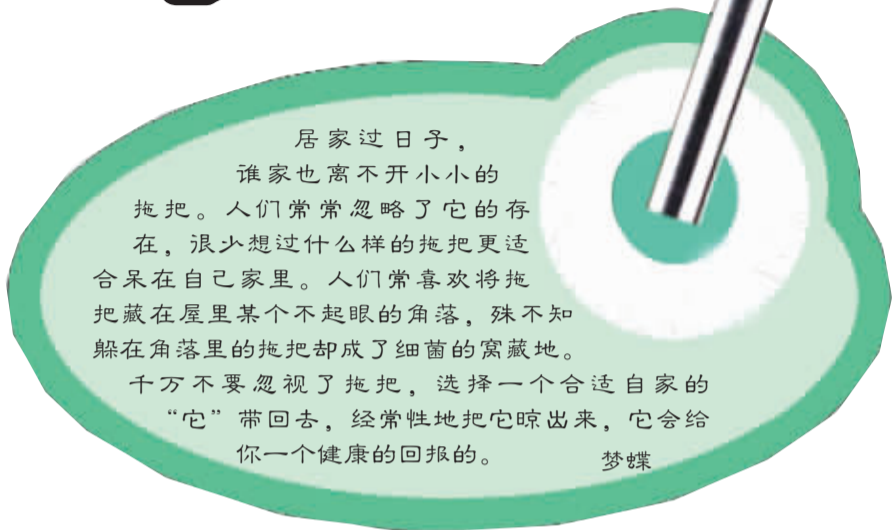 居家过日子，
谁家也离不开小小的
拖把。人们常常忽略了它的存
在，很少想过什么样的拖把更适
合呆在自己家里。人们常喜欢将拖
把藏在屋里某个不起眼的角落，殊不知
躲在角落里的拖把却成了细菌的窝藏地。
千万不要忽视了拖把，选择一个合适自家的
“它”带回去，经常性地把它晾出来，它会给
你一个健康的回报的。 梦蝶